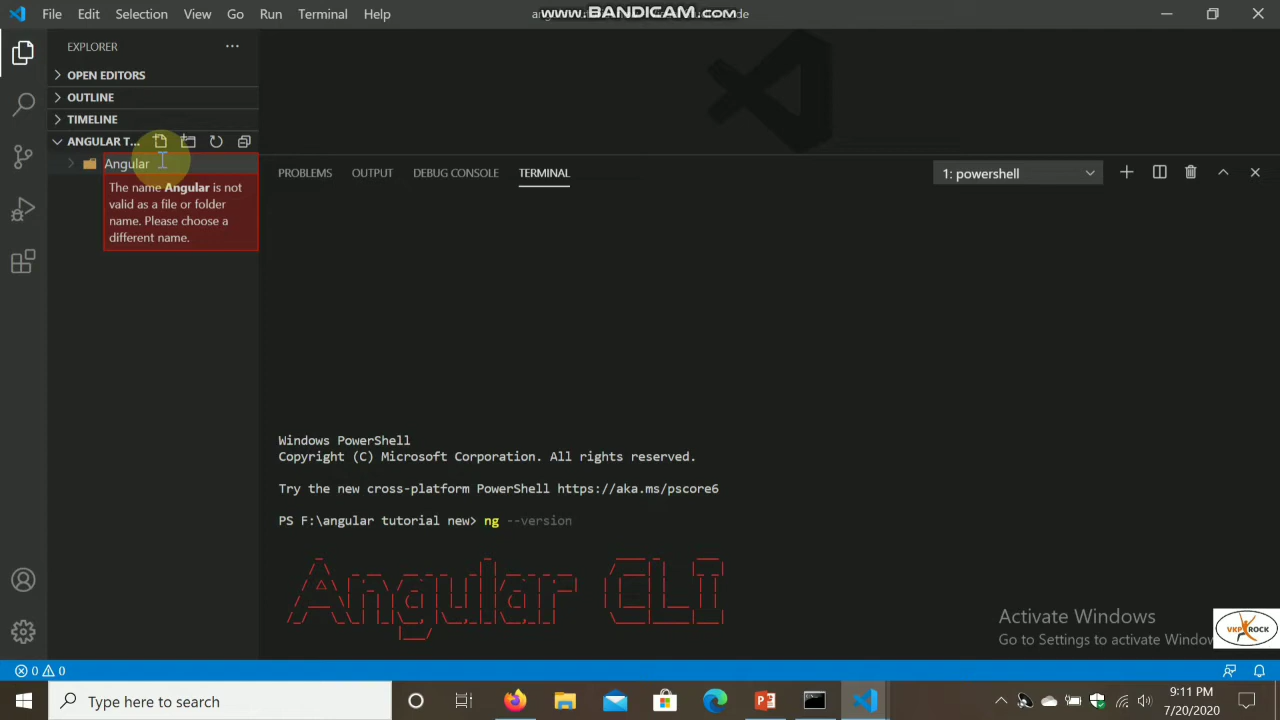 File Edit Selection View Go Run Terminal Help
www.BANDICAM.com
EXPLORER
OPEN EDITORS
OUTLINE
TIMELINE
ANGULAR T...
Angular
The name Angular is not
valid as a file or folder
name. Please choose a
different name.
PROBLEMS OUTPUT DEBUG CONSOLE TERMINAL
1: powershell
Windows PowerShell
Copyright (C) Microsoft Corporation. All rights reserved.
Try the new cross-platform PowerShell https://aka.ms/pscore6
PS F:\angular tutorial new> ng --version
Angular CLI
Activate Windows
Go to Settings to activate Window
VKP ROCK
0 0
Type here to search
9:11 PM
7/20/2020